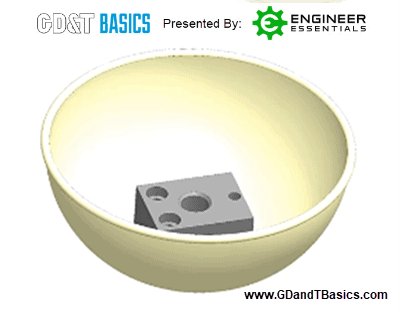 GD&T BASICS Presented By: ENGINEER ESSENTIALS
www.GDandTBasics.com